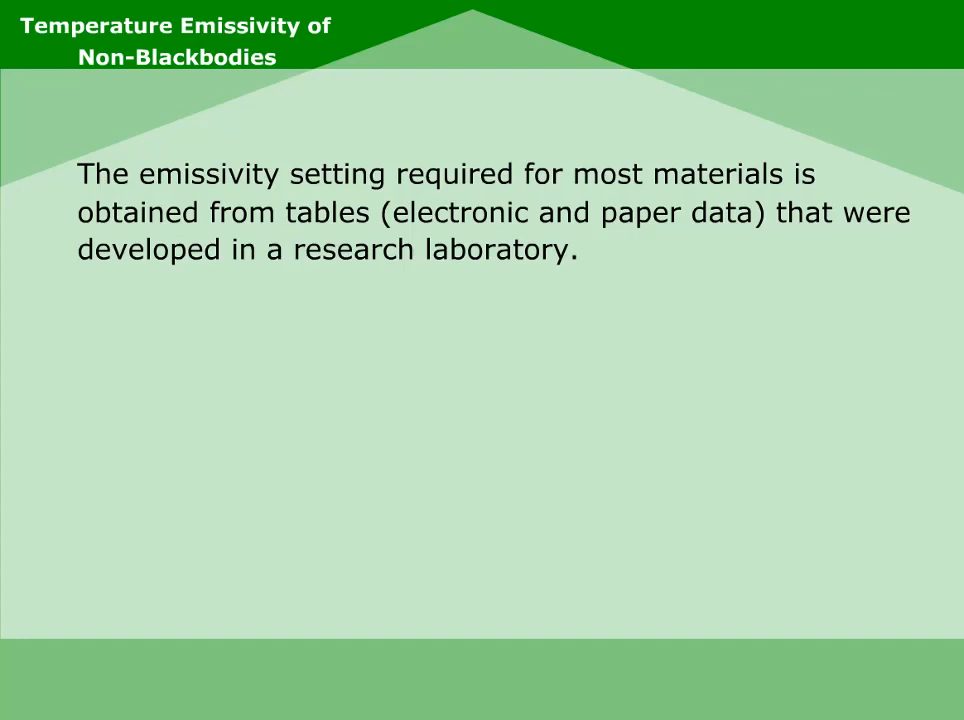 Temperature Emissivity of
Non-Blackbodies
The emissivity setting required for most materials is
obtained from tables (electronic and paper data) that were
developed in a research laboratory.